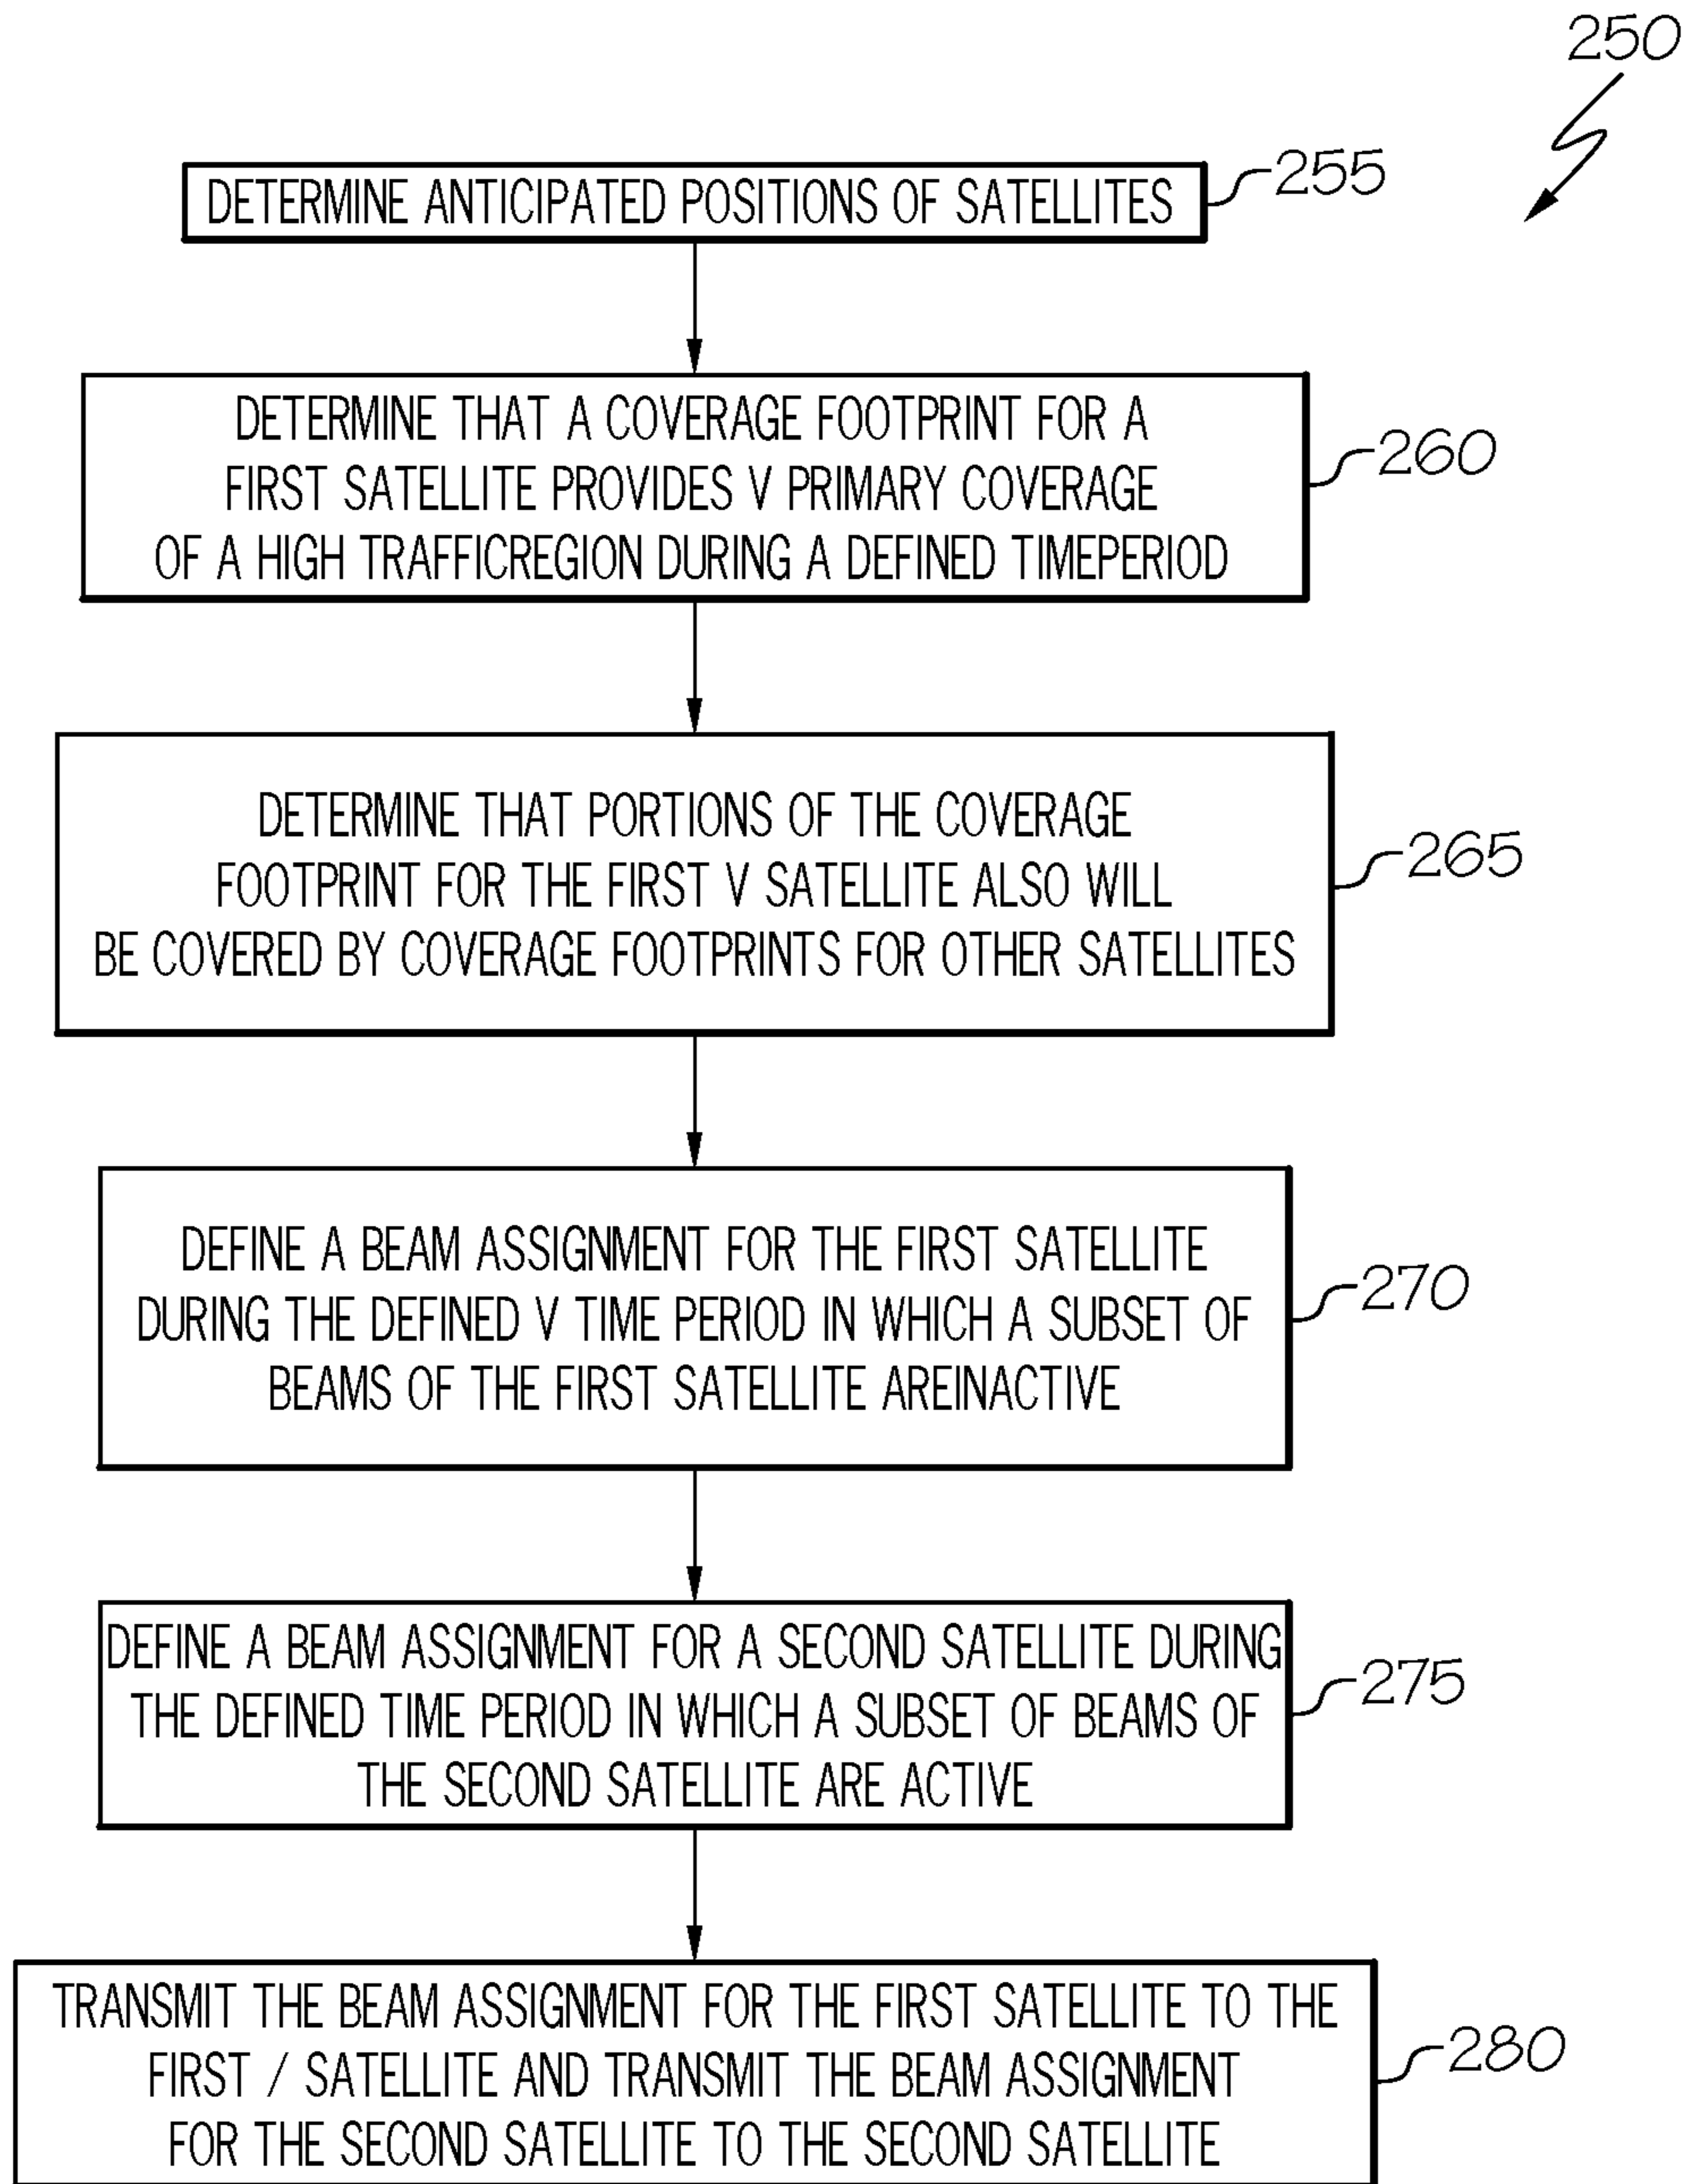 250
DETERMINE ANTICIPATED POSITIONS OF SATELLITES
255
DETERMINE THAT A COVERAGE FOOTPRINT FOR A
FIRST SATELLITE PROVIDES V PRIMARY COVERAGE
OF A HIGH TRAFFICREGION DURING A DEFINED TIMEPERIOD
260
DETERMINE THAT PORTIONS OF THE COVERAGE
FOOTPRINT FOR THE FIRST V SATELLITE ALSO WILL
BE COVERED BY COVERAGE FOOTPRINTS FOR OTHER SATELLITES
265
DEFINE A BEAM ASSIGNMENT FOR THE FIRST SATELLITE
DURING THE DEFINED V TIME PERIOD IN WHICH A SUBSET OF
BEAMS OF THE FIRST SATELLITE AREINACTIVE
270
DEFINE A BEAM ASSIGNMENT FOR A SECOND SATELLITE DURING
THE DEFINED TIME PERIOD IN WHICH A SUBSET OF BEAMS OF
THE SECOND SATELLITE ARE ACTIVE
275
TRANSMIT THE BEAM ASSIGNMENT FOR THE FIRST SATELLITE TO THE
FIRST / SATELLITE AND TRANSMIT THE BEAM ASSIGNMENT
FOR THE SECOND SATELLITE TO THE SECOND SATELLITE
280